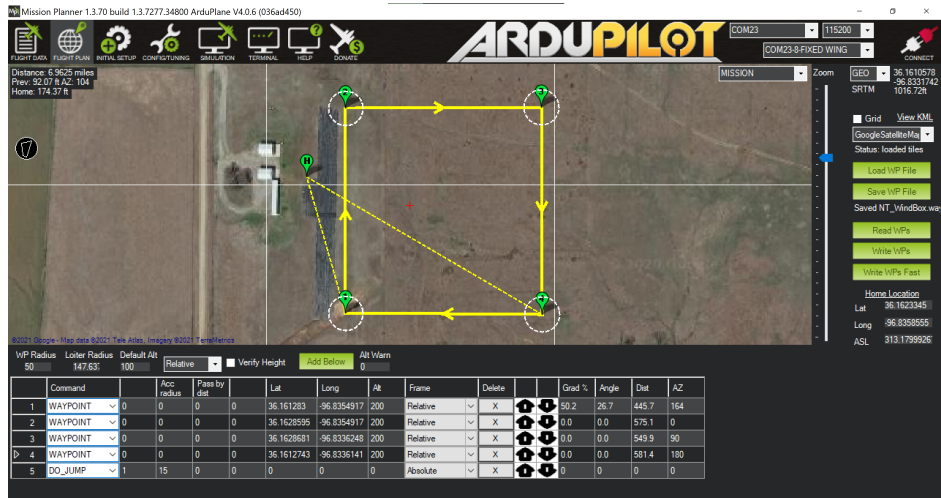 Mission Planner 1.3.70 build 1.3.7277.34800 ArduPlane V4.0.6 (036ad450)
FLIGHT DATA FLIGHT PLAN INITIAL SETUP CONFIG/TUNING SIMULATION TERMINAL HELP DONATE
ARDUPILOT
COM23 115200
COM23-8-FIXED WING
CONNECT
Distance: 6.9625 miles
Prev: 92.07 ft AZ: 104
Home: 174.37 ft
H
MISSION
Zoom
GEO 36.1610578
-96.8331742
SRTM 1016.72ft
Grid View KML
GoogleSatelliteMap
Status: loaded tiles
Load WP File
Save WP File
Saved NT_WindBox.way
Read WPs
Write WPs
Write WPs Fast
Home Location
Lat 36.1623345
Long -96.8358555
ASL 313.1799926
©2021 Google - Map data ©2021 Tele Atlas, Imagery ©2021 TerraMetrics
WP Radius Loiter Radius Default Alt Alt Warn
50 147.63 100 Relative Verify Height Add Below 0
Command Acc radius Pass by dist Lat Long Alt Frame Delete Grad % Angle Dist AZ
1 WAYPOINT 0 0 0 0 36.161283 -96.8354917 200 Relative X 50.2 26.7 445.7 164
2 WAYPOINT 0 0 0 0 36.1628595 -96.8354917 200 Relative X 0.0 0.0 575.1 0
3 WAYPOINT 0 0 0 0 36.1628681 -96.8336248 200 Relative X 0.0 0.0 549.9 90
4 WAYPOINT 0 0 0 0 36.1612743 -96.8336141 200 Relative X 0.0 0.0 581.4 180
5 DO_JUMP 1 15 0 0 0 0 0 Absolute X 0 0 0 0